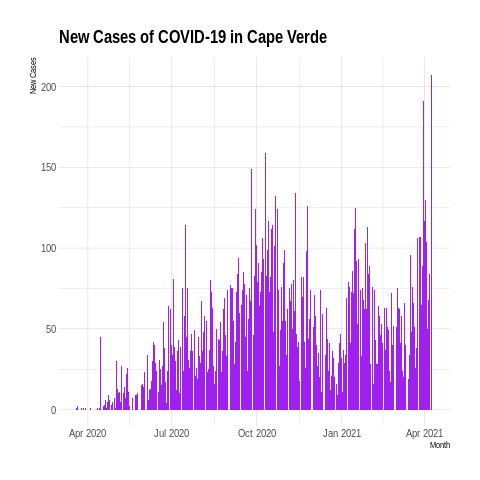 New Cases of COVID-19 in Cape Verde
New Cases
200
150
100
50
0
Apr 2020
Jul 2020
Oct 2020
Jan 2021
Apr 2021
Month